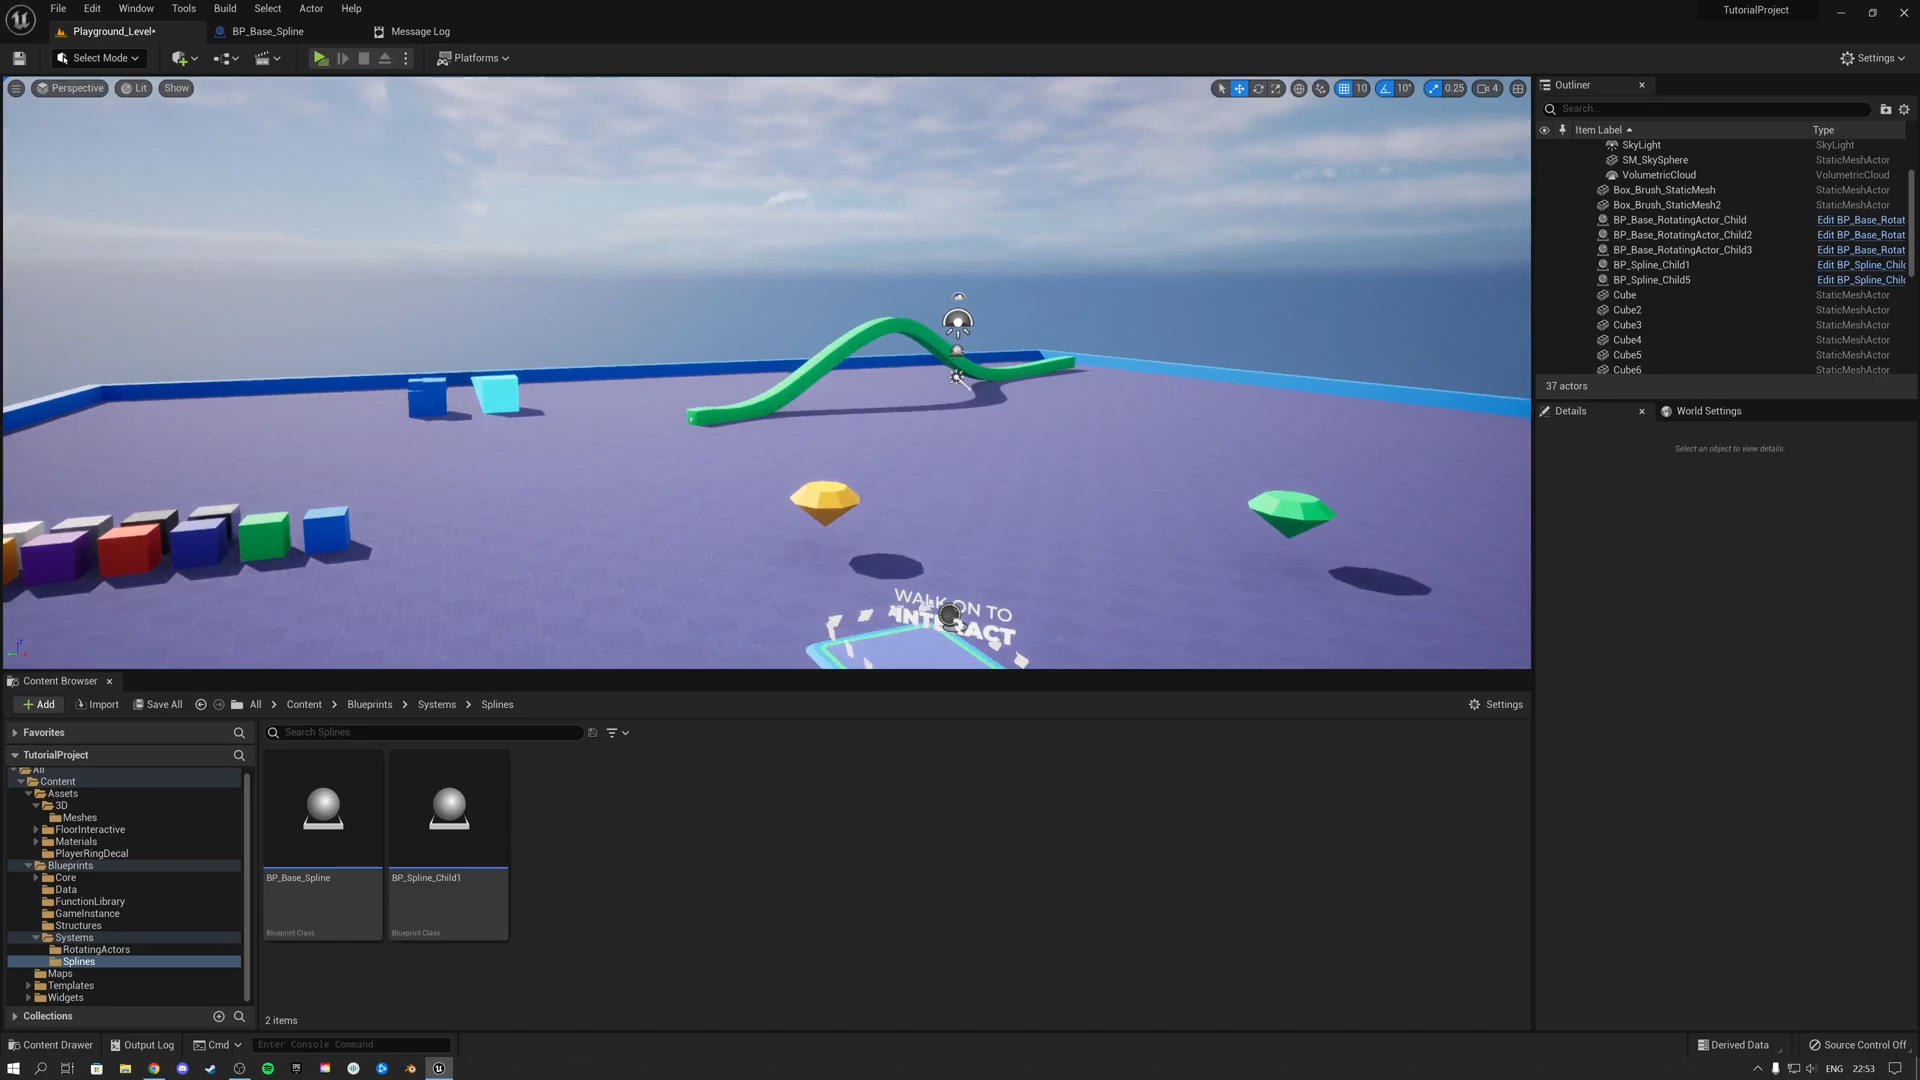 File Edit Window Tools Build Select Actor Help
TutorialProject
Playground_Level*
BP_Base_Spline
Message Log
Select Mode
Platforms
Settings
Perspective
Lit
Show
10
10°
0.25
4
WALK ON TO
INTERACT
Outliner
Search...
Item Label
Type
SkyLight SkyLight
SM_SkySphere StaticMeshActor
VolumetricCloud VolumetricCloud
Box_Brush_StaticMesh StaticMeshActor
Box_Brush_StaticMesh2 StaticMeshActor
BP_Base_RotatingActor_Child Edit BP_Base_Rotat
BP_Base_RotatingActor_Child2 Edit BP_Base_Rotat
BP_Base_RotatingActor_Child3 Edit BP_Base_Rotat
BP_Spline_Child1 Edit BP_Spline_Chil
BP_Spline_Child5 Edit BP_Spline_Chil
Cube StaticMeshActor
Cube2 StaticMeshActor
Cube3 StaticMeshActor
Cube4 StaticMeshActor
Cube5 StaticMeshActor
Cube6 StaticMeshActor
37 actors
Details
World Settings
Select an object to view details.
Content Browser
Add
Import
Save All
All
Content
Blueprints
Systems
Splines
Settings
Favorites
TutorialProject
All
Content
Assets
3D
Meshes
FloorInteractive
Materials
PlayerRingDecal
Blueprints
Core
Data
FunctionLibrary
GameInstance
Structures
Systems
RotatingActors
Splines
Maps
Templates
Widgets
Collections
Search Splines
BP_Base_Spline
Blueprint Class
BP_Spline_Child1
Blueprint Class
2 items
Content Drawer
Output Log
Cmd
Enter Console Command
Derived Data
Source Control Off
ENG
22:53